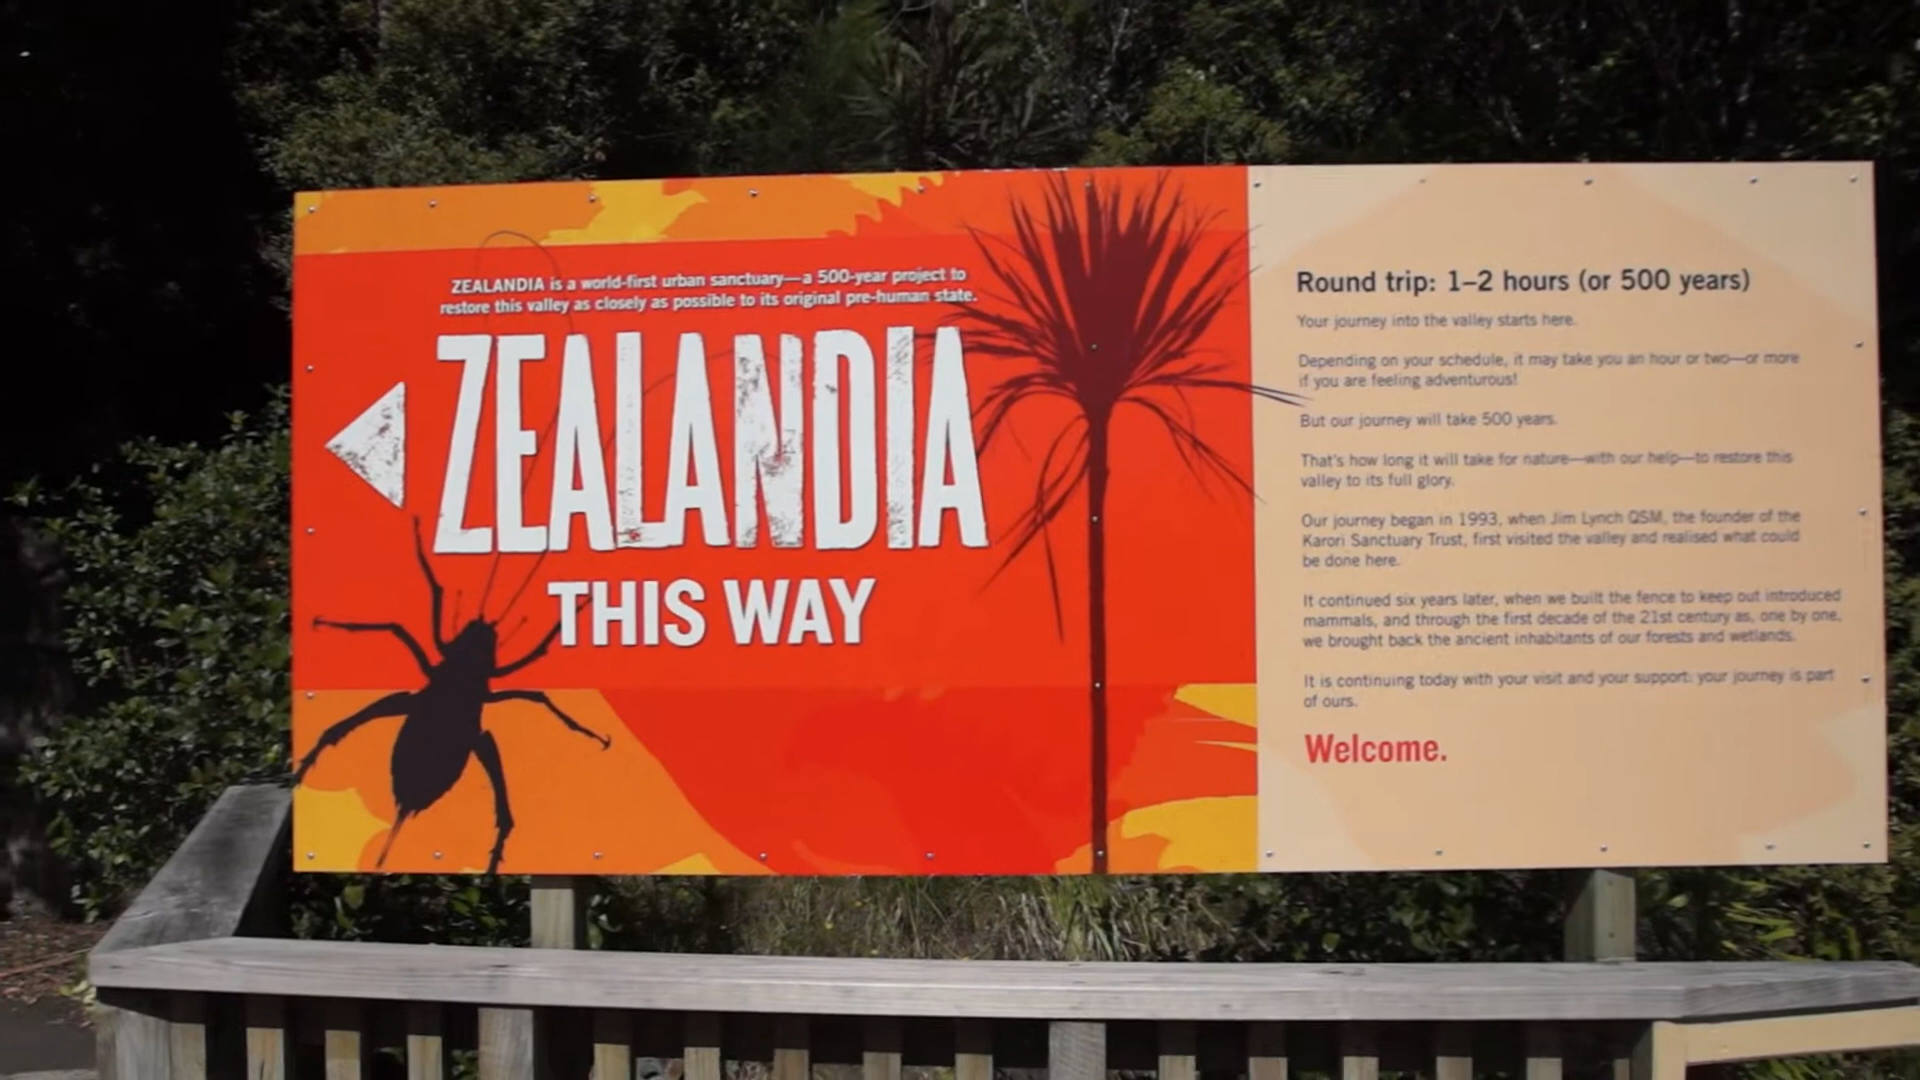 ZEALANDIA is a world-first urban sanctuary—a 500-year project to
restore this valley as closely as possible to its original pre-human state.
ZEALANDIA
THIS WAY
Round trip: 1–2 hours (or 500 years)
Your journey into the valley starts here.
Depending on your schedule, it may take you an hour or two—or more
if you are feeling adventurous!
But our journey will take 500 years.
That's how long it will take for nature—with our help—to restore this
valley to its full glory.
Our journey began in 1993, when Jim Lynch QSM, the founder of the
Karori Sanctuary Trust, first visited the valley and realised what could
be done here.
It continued six years later, when we built the fence to keep out introduced
mammals, and through the first decade of the 21st century as, one by one,
we brought back the ancient inhabitants of our forests and wetlands.
It is continuing today with your visit and your support: your journey is part
of ours.
Welcome.